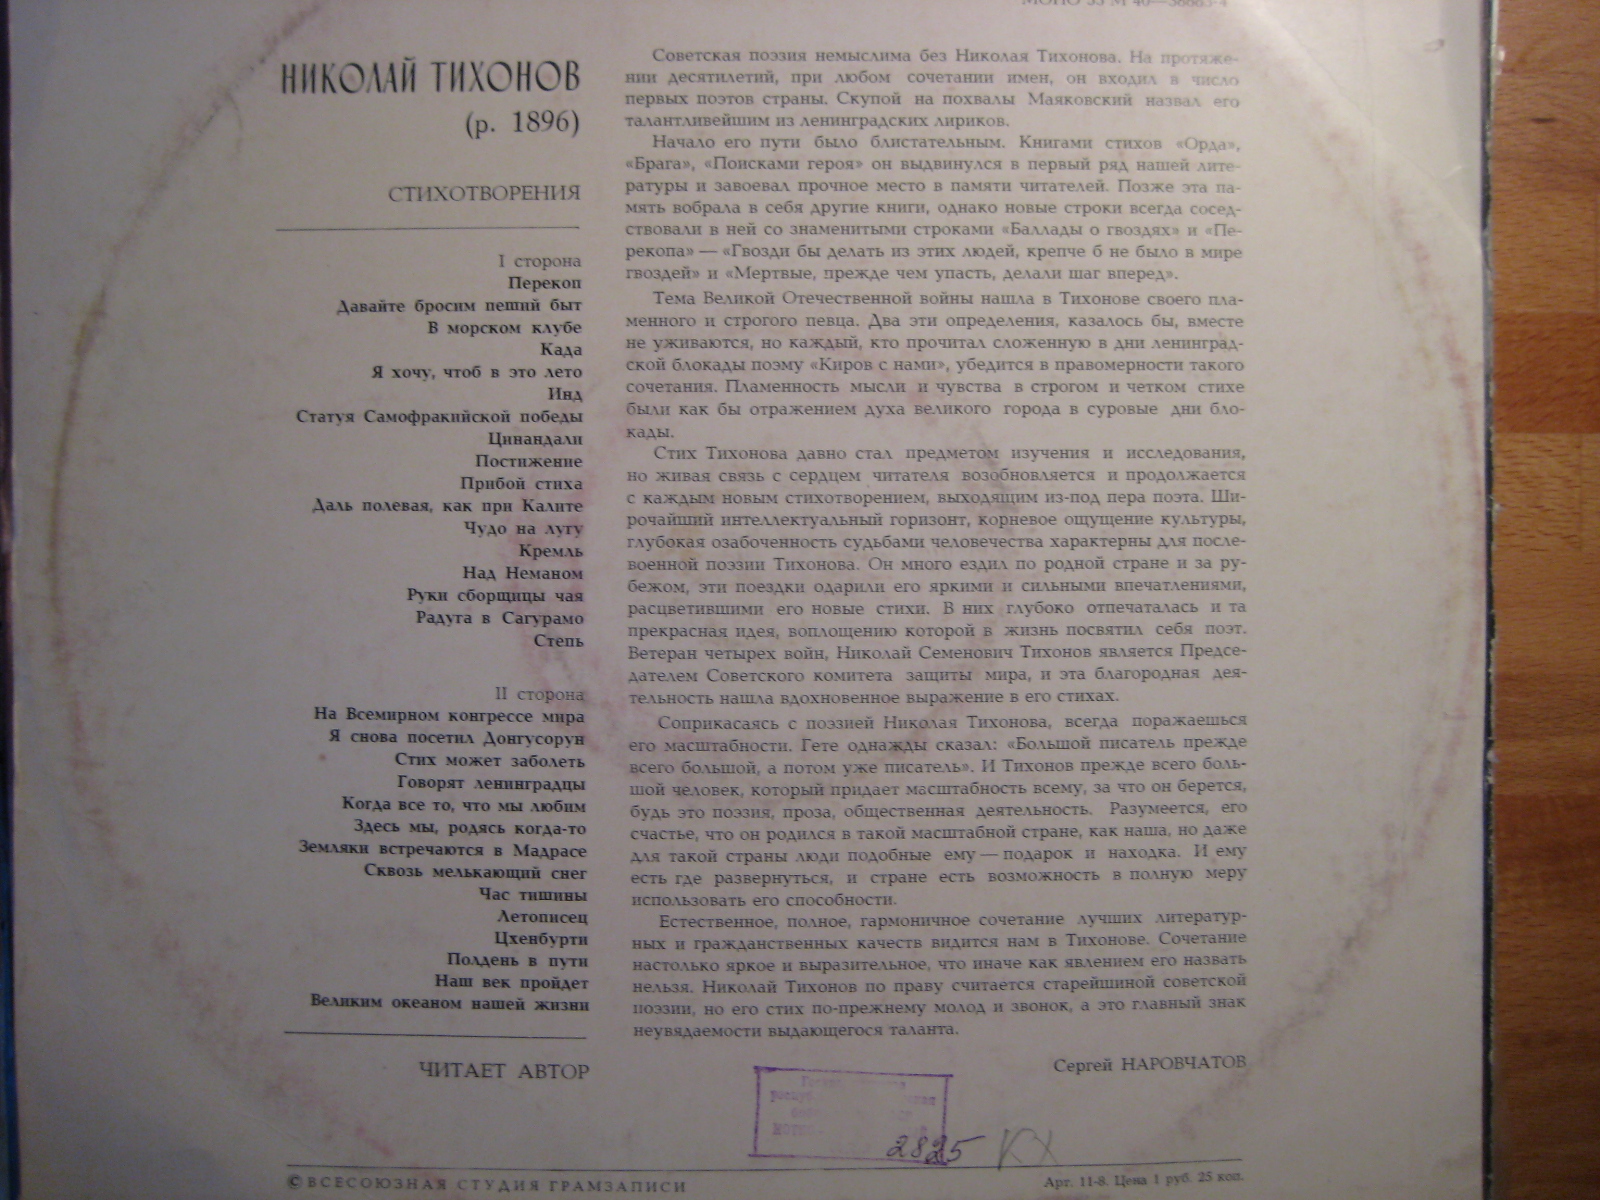 МОНО 33 М 40—38883-4
НИКОЛАЙ ТИХОНОВ
(р. 1896)
СТИХОТВОРЕНИЯ
I сторона
Перекоп
Давайте бросим пеший быт
В морском клубе
Када
Я хочу, чтоб в это лето
Инд
Статуя Самофракийской победы
Цинандали
Постижение
Прибой стиха
Даль полевая, как при Калите
Чудо на лугу
Кремль
Над Неманом
Руки сборщицы чая
Радуга в Сагурамо
Степь
II сторона
На Всемирном конгрессе мира
Я снова посетил Донгусорун
Стих может заболеть
Говорят ленинградцы
Когда все то, что мы любим
Здесь мы, родясь когда-то
Земляки встречаются в Мадрасе
Сквозь мелькающий снег
Час тишины
Летописец
Цхенбурти
Полдень в пути
Наш век пройдет
Великим океаном нашей жизни
ЧИТАЕТ АВТОР
Советская поэзия немыслима без Николая Тихонова. На протяже-
нии десятилетий, при любом сочетании имен, он входил в число
первых поэтов страны. Скупой на похвалы Маяковский назвал его
талантливейшим из ленинградских лириков.
Начало его пути было блистательным. Книгами стихов «Орда»,
«Брага», «Поисками героя» он выдвинулся в первый ряд нашей лите-
ратуры и завоевал прочное место в памяти читателей. Позже эта па-
мять вобрала в себя другие книги, однако новые строки всегда сосед-
ствовали в ней со знаменитыми строками «Баллады о гвоздях» и «Пе-
рекопа» — «Гвозди бы делать из этих людей, крепче б не было в мире
гвоздей» и «Мертвые, прежде чем упасть, делали шаг вперед».
Тема Великой Отечественной войны нашла в Тихонове своего пла-
менного и строгого певца. Два эти определения, казалось бы, вместе
не уживаются, но каждый, кто прочитал сложенную в дни ленинград-
ской блокады поэму «Киров с нами», убедится в правомерности такого
сочетания. Пламенность мысли и чувства в строгом и четком стихе
были как бы отражением духа великого города в суровые дни бло-
кады.
Стих Тихонова давно стал предметом изучения и исследования,
но живая связь с сердцем читателя возобновляется и продолжается
с каждым новым стихотворением, выходящим из-под пера поэта. Ши-
рочайший интеллектуальный горизонт, корневое ощущение культуры,
глубокая озабоченность судьбами человечества характерны для после-
военной поэзии Тихонова. Он много ездил по родной стране и за ру-
бежом, эти поездки одарили его яркими и сильными впечатлениями,
расцветившими его новые стихи. В них глубоко отпечаталась и та
прекрасная идея, воплощению которой в жизнь посвятил себя поэт.
Ветеран четырех войн, Николай Семенович Тихонов является Предсе-
дателем Советского комитета защиты мира, и эта благородная дея-
тельность нашла вдохновенное выражение в его стихах.
Соприкасаясь с поэзией Николая Тихонова, всегда поражаешься
его масштабности. Гете однажды сказал: «Большой писатель прежде
всего большой, а потом уже писатель». И Тихонов прежде всего боль-
шой человек, который придает масштабность всему, за что он берется,
будь это поэзия, проза, общественная деятельность. Разумеется, его
счастье, что он родился в такой масштабной стране, как наша, но даже
для такой страны люди подобные ему — подарок и находка. И ему
есть где развернуться, и стране есть возможность в полную меру
использовать его способности.
Естественное, полное, гармоничное сочетание лучших литератур-
ных и гражданственных качеств видится нам в Тихонове. Сочетание
настолько яркое и выразительное, что иначе как явлением его назвать
нельзя. Николай Тихонов по праву считается старейшиной советской
поэзии, но его стих по-прежнему молод и звонок, а это главный знак
неувядаемости выдающегося таланта.
Сергей НАРОВЧАТОВ
2825 КХ
© ВСЕСОЮЗНАЯ СТУДИЯ ГРАМЗАПИСИ
Арт. 11-8. Цена 1 руб. 25 коп.